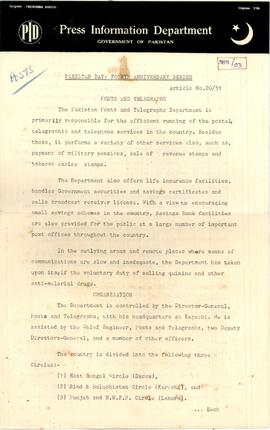 Telegrams: PAKINFORM KARACHI.
Telephone No.
PID Press Information Department
GOVERNMENT OF PAKISTAN
POSTS
PAKISTAN DAY: FOURTH ANNIVERSARY SERIES
Article No.20/51
POSTS AND TELEGRAPHS
The Pakistan Posts and Telegraphs Department is
primarily responsible for the efficient running of the postal,
telegraphic and telephone services in the country. Besides
these, it performs a variety of other services also, such as,
payment of military pensions, sale of revenue stamps and
tobacco excise stamps.
The Department also offers life insurance facilities,
handles Government securities and savings certificates and
sells broadcast receiver licence. With a view to encouraging
small savings schemes in the country, Savings Bank facilities
are also provided for the public at a large number of important
post offices throughout the country.
In the outlying areas and remote places where means of
communications are slow and inadequate, the Department has taken
upon itself the voluntary duty of selling quinine and other
anti-malarial drugs.
ORGANISATION
The Department is controlled by the Director-General,
Posts and Telegraphs, with his headquarters at Karachi. He is
assisted by the Chief Engineer, Posts and Telegraphs, two Deputy
Directors-General, and a number of other officers.
The country is divided into the following three
Circles:-
(1) East Bengal Circle (Dacca),
(2) Sind & Beluchistan Circle (Karachi), and
(3) Punjab and N.W.F.P. Circle (Lahore).
... Each